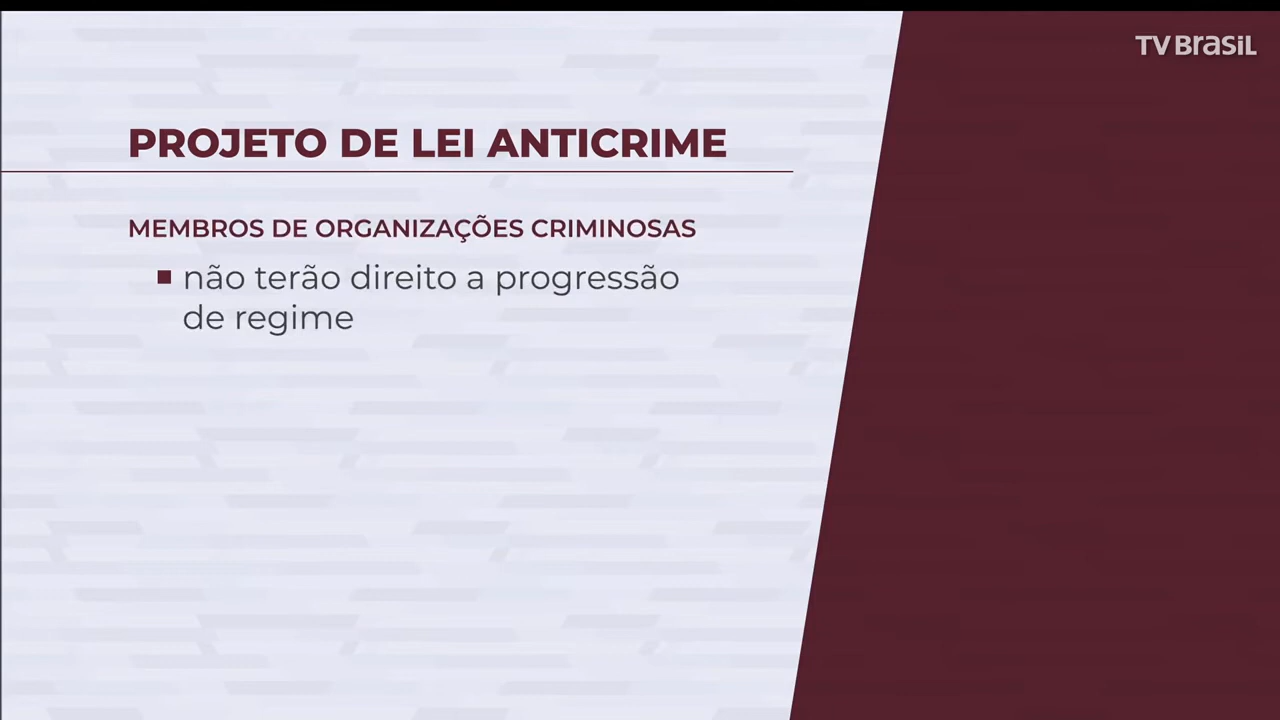 TV BRASIL
PROJETO DE LEI ANTICRIME
MEMBROS DE ORGANIZAÇÕES CRIMINOSAS
não terão direito a progressão
de regime